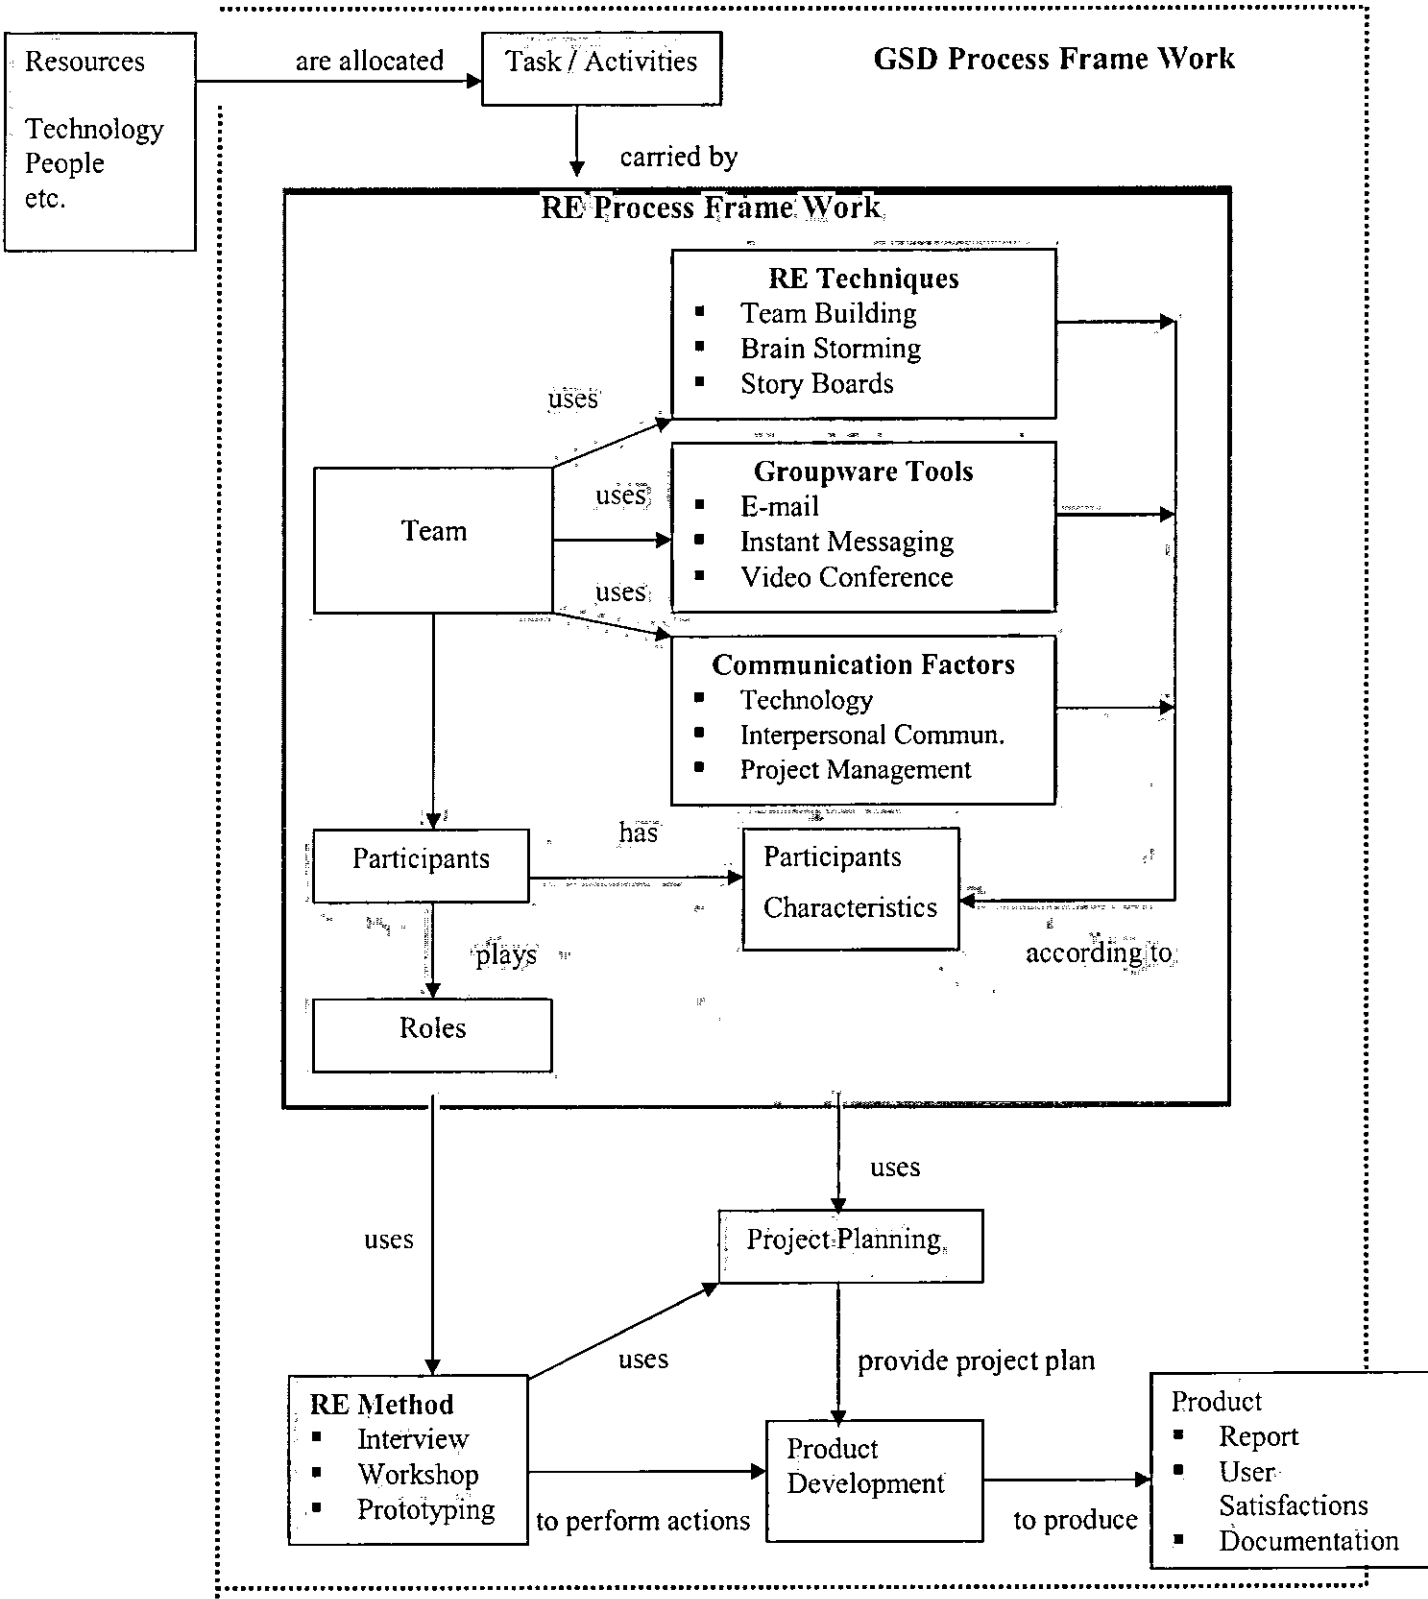 GSD Process Frame Work
Resources
Technology
People
etc.
are allocated
Task / Activities
carried by
RE Process Frame Work
RE Techniques
▪ Team Building
▪ Brain Storming
▪ Story Boards
uses
Groupware Tools
▪ E-mail
▪ Instant Messaging
▪ Video Conference
uses
Team
uses
Communication Factors
▪ Technology
▪ Interpersonal Commun.
▪ Project Management
Participants
has
Participants
Characteristics
according to
plays
Roles
uses
Project Planning
uses
uses
provide project plan
RE Method
▪ Interview
▪ Workshop
▪ Prototyping
to perform actions
Product
Development
to produce
Product
▪ Report
▪ User
Satisfactions
▪ Documentation